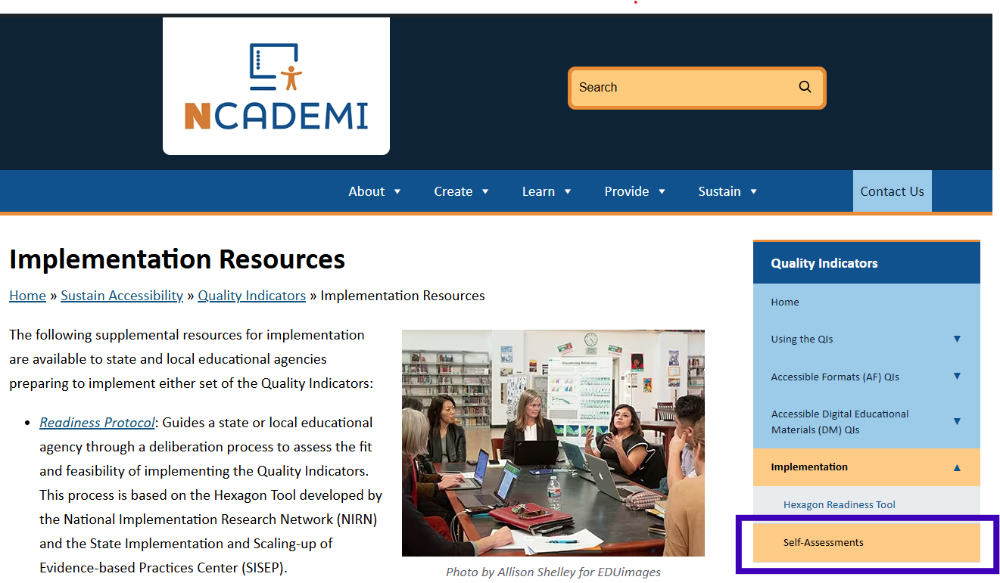 NCADEMI
Search
About
Create
Learn
Provide
Sustain
Contact Us
Implementation Resources
Home » Sustain Accessibility » Quality Indicators » Implementation Resources
The following supplemental resources for implementation
are available to state and local educational agencies
preparing to implement either set of the Quality Indicators:
• Readiness Protocol: Guides a state or local educational
agency through a deliberation process to assess the fit
and feasibility of implementing the Quality Indicators.
This process is based on the Hexagon Tool developed by
the National Implementation Research Network (NIRN)
and the State Implementation and Scaling-up of
Evidence-based Practices Center (SISEP).
Photo by Allison Shelley for EDUimages
Quality Indicators
Home
Using the QIs
Accessible Formats (AF) QIs
Accessible Digital Educational
Materials (DM) QIs
Implementation
Hexagon Readiness Tool
Self-Assessments